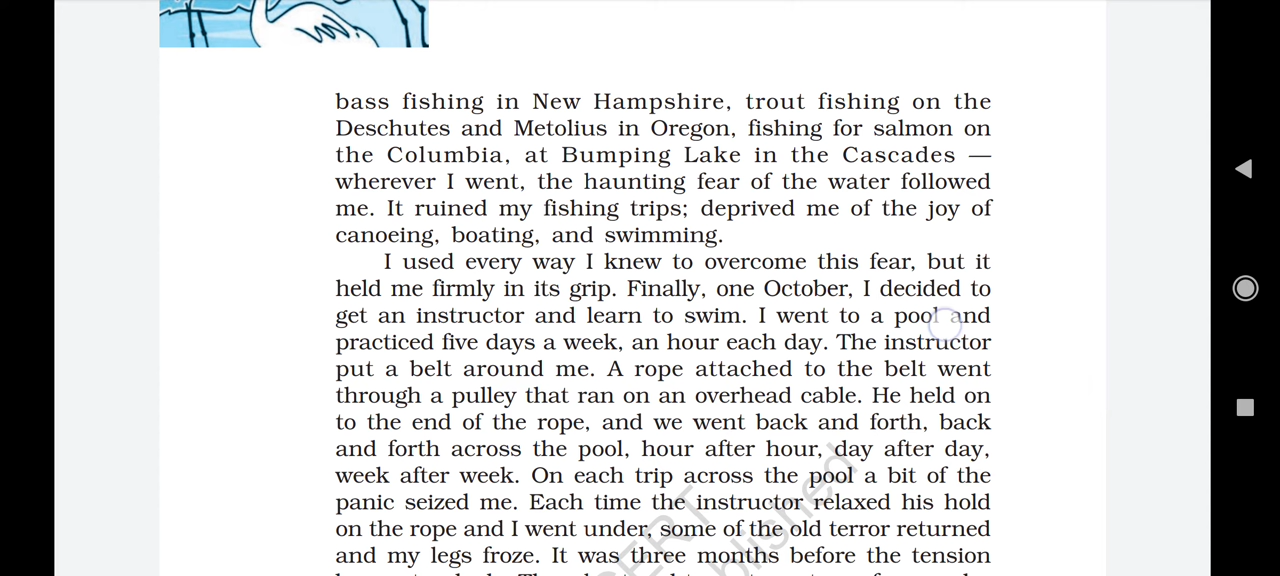 bass fishing in New Hampshire, trout fishing on the
Deschutes and Metolius in Oregon, fishing for salmon on
the Columbia, at Bumping Lake in the Cascades —
wherever I went, the haunting fear of the water followed
me. It ruined my fishing trips; deprived me of the joy of
canoeing, boating, and swimming.
I used every way I knew to overcome this fear, but it
held me firmly in its grip. Finally, one October, I decided to
get an instructor and learn to swim. I went to a pool and
practiced five days a week, an hour each day. The instructor
put a belt around me. A rope attached to the belt went
through a pulley that ran on an overhead cable. He held on
to the end of the rope, and we went back and forth, back
and forth across the pool, hour after hour, day after day,
week after week. On each trip across the pool a bit of the
panic seized me. Each time the instructor relaxed his hold
on the rope and I went under, some of the old terror returned
and my legs froze. It was three months before the tension